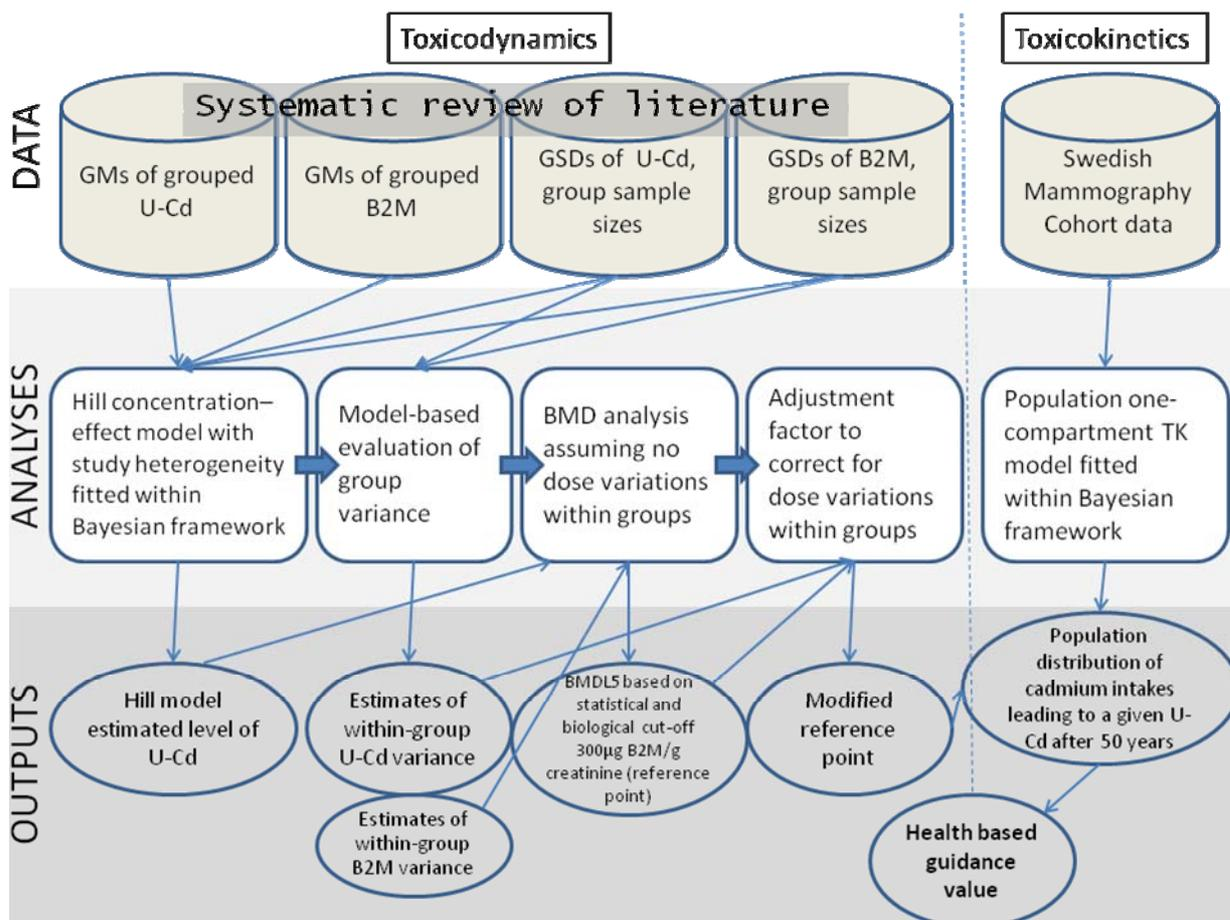 Toxicodynamics
Toxicokinetics
DATA
Systematic review of literature
GMs of grouped
U-Cd
GMs of grouped
B2M
GSDs of U-Cd,
group sample
sizes
GSDs of B2M,
group sample
sizes
Swedish
Mammography
Cohort data
ANALYSES
Hill concentration–
effect model with
study heterogeneity
fitted within
Bayesian framework
Model-based
evaluation of
group
variance
BMD analysis
assuming no
dose variations
within groups
Adjustment
factor to
correct for
dose variations
within groups
Population one-
compartment TK
model fitted
within Bayesian
framework
OUTPUTS
Hill model
estimated level of
U-Cd
Estimates of
within-group
U-Cd variance
Estimates of
within-group
B2M variance
BMDL5 based on
statistical and
biological cut-off
300µg B2M/g
creatinine (reference
point)
Modified
reference
point
Population
distribution of
cadmium intakes
leading to a given U-
Cd after 50 years
Health based
guidance
value